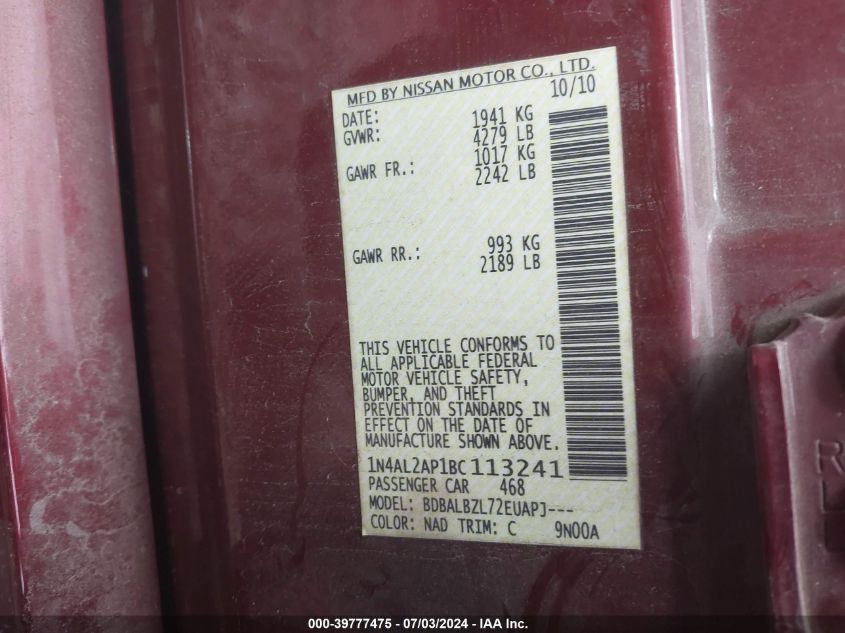 MFD BY NISSAN MOTOR CO., LTD.
DATE: 10/10
GVWR: 1941 KG
4279 LB
GAWR FR.: 1017 KG
2242 LB
GAWR RR.: 993 KG
2189 LB
THIS VEHICLE CONFORMS TO
ALL APPLICABLE FEDERAL
MOTOR VEHICLE SAFETY,
BUMPER, AND THEFT
PREVENTION STANDARDS IN
EFFECT ON THE DATE OF
MANUFACTURE SHOWN ABOVE.
1N4AL2AP1BC113241
PASSENGER CAR 468
MODEL: BDBALBZL72EUAPJ---
COLOR: NAD TRIM: C 9N00A
000-39777475 - 07/03/2024 - IAA Inc.